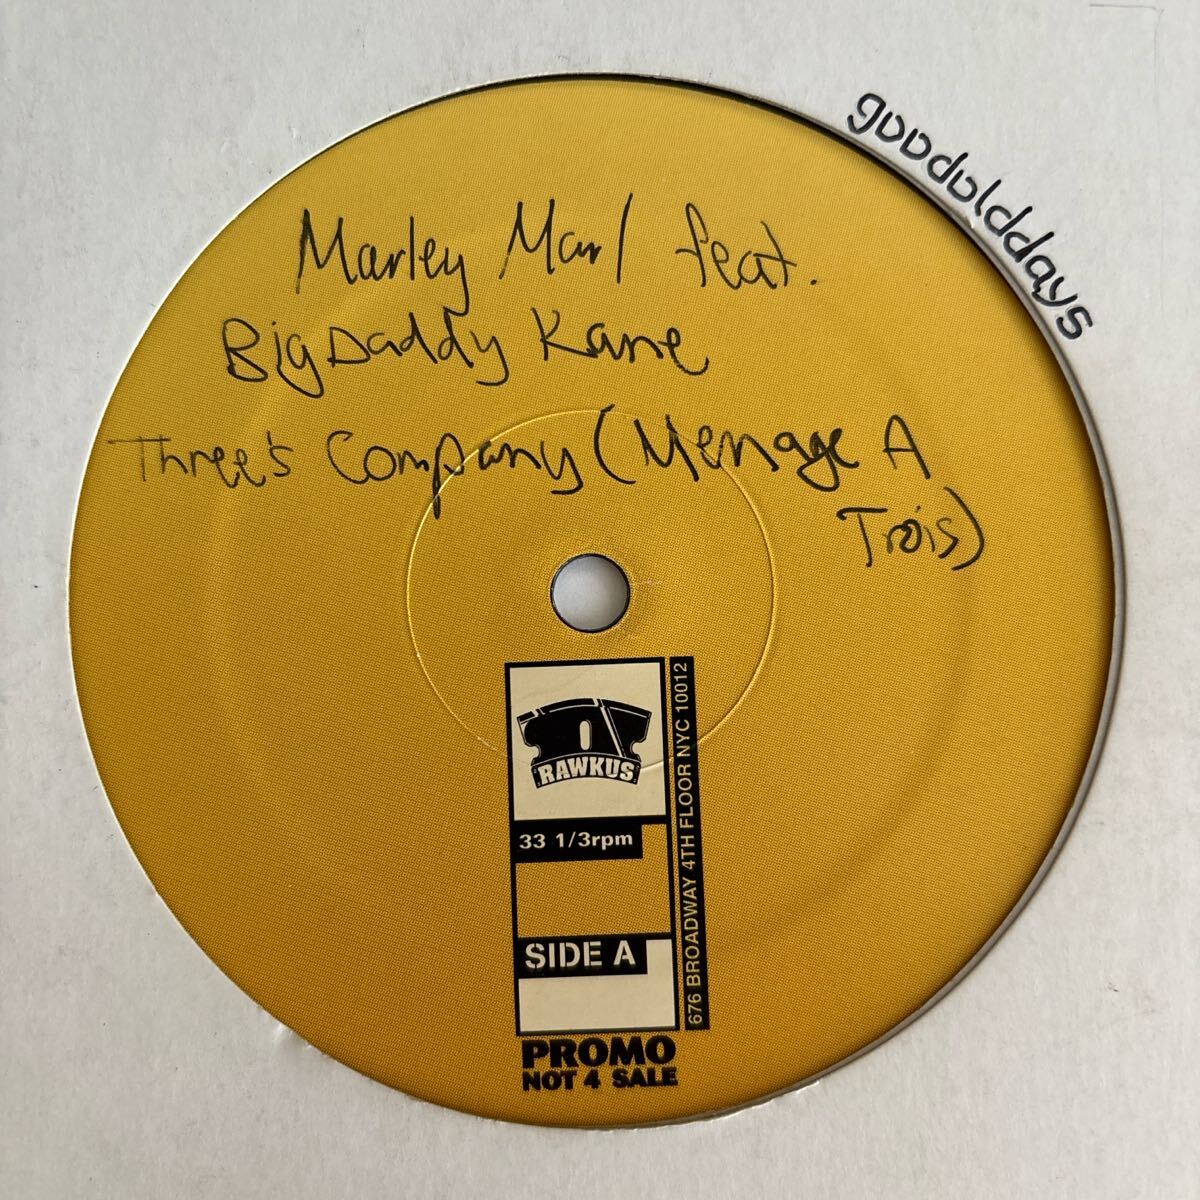 goodolddays
Marley Marl feat.
Big Daddy Kane
Three's Company (Menage A
Trois)
RAWKUS
33 1/3rpm
SIDE A
676 BROADWAY 4TH FLOOR NYC 10012
PROMO
NOT 4 SALE